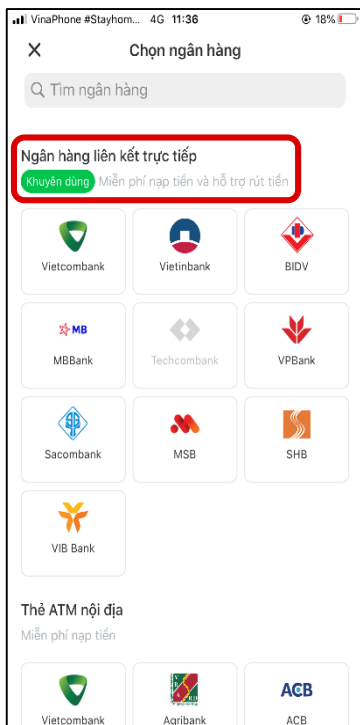 VinaPhone #Stayhom... 4G 11:36 18%
Chọn ngân hàng
Tìm ngân hàng
Ngân hàng liên kết trực tiếp
Khuyên dùng Miễn phí nạp tiền và hỗ trợ rút tiền
Vietcombank Vietinbank BIDV
MB
MBBank Techcombank VPBank
Sacombank MSB SHB
VIB Bank
Thẻ ATM nội địa
Miễn phí nạp tiền
ACB
Vietcombank Agribank ACB